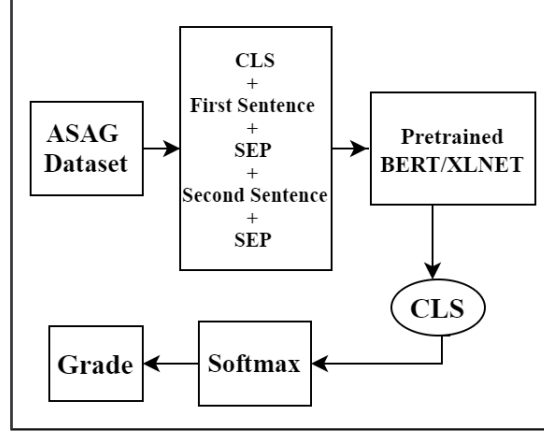 ASAG
Dataset
CLS
+
First Sentence
+
SEP
+
Second Sentence
+
SEP
Pretrained
BERT/XLNET
CLS
Softmax
Grade